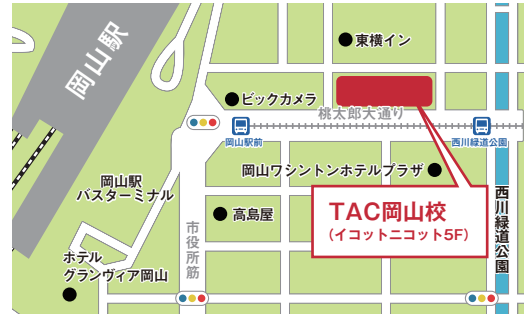 岡山駅
東横イン
ビックカメラ
桃太郎大通り
岡山駅前
西川緑道公園
岡山ワシントンホテルプラザ
岡山駅
バスターミナル
TAC岡山校
(イコットニコット5F)
高島屋
市役所筋
西川緑道公園
ホテル
グランヴィア岡山